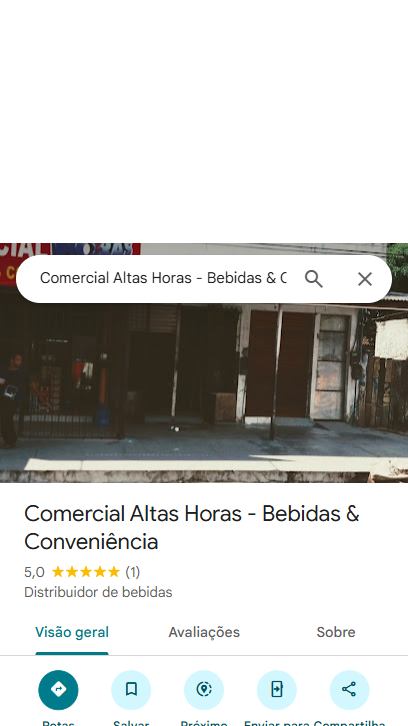 CIAL
Comercial Altas Horas - Bebidas & C
Comercial Altas Horas - Bebidas &
Conveniência
5,0 ★★★★★ (1)
Distribuidor de bebidas
Visão geral
Avaliações
Sobre
Rotas
Salvar
Próximo
Enviar para
Compartilha